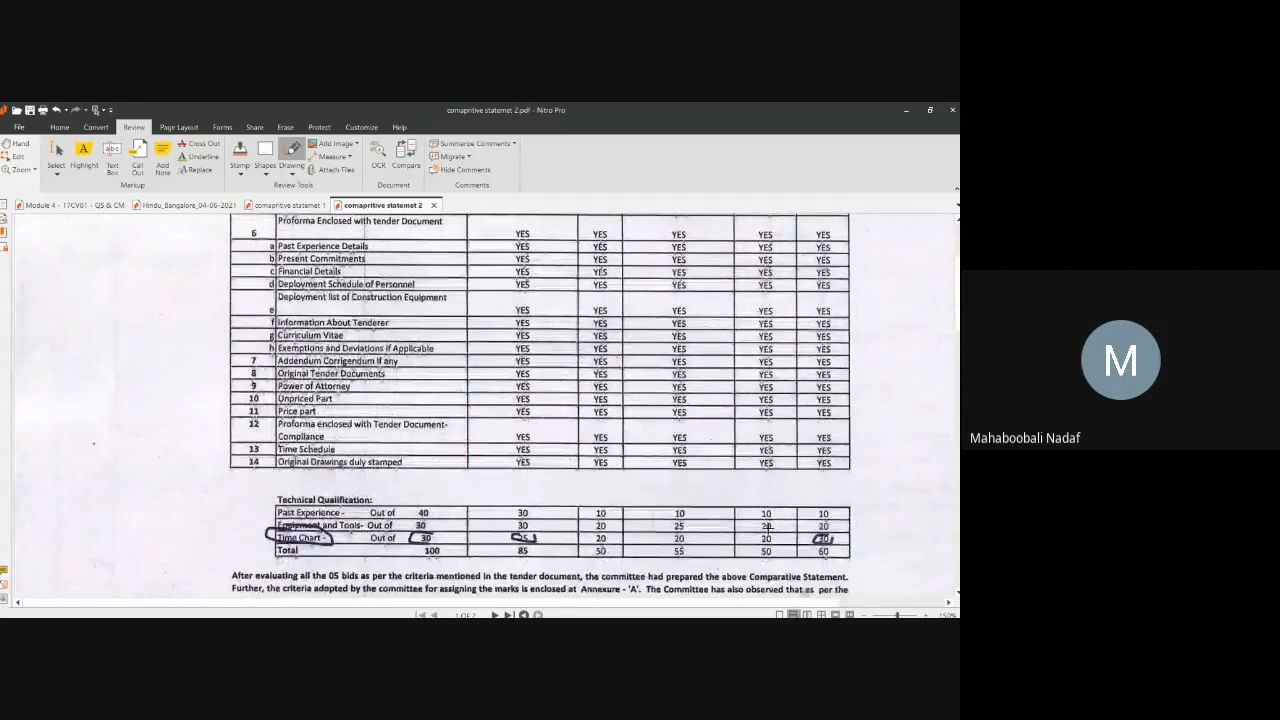 comapritive statemet 2.pdf - Nitro Pro
File Home Convert Review Page Layout Forms Share Erase Protect Customize Help
Hand Edit Zoom
Select Highlight Text Box Call Out Add Note Cross Out Underline Replace
Stamp Shapes Drawing Add Image Measure Attach Files
OCR Compare Summarize Comments Migrate Hide Comments
Markup Review Tools Document Comments
Module 4 - 17CV81 - QS & CM Hindu_Bangalore_04-06-2021 comapritive statemet 1 comapritive statemet 2
Proforma Enclosed with tender Document
6 YES YES YES YES YES
a Past Experience Details YES YES YES YES YES
b Present Commitments YES YES YES YES YES
c Financial Details YES YES YES YES YES
d Deployment Schedule of Personnel YES YES YES YES YES
Deployment list of Construction Equipment
e YES YES YES YES YES
f Information About Tenderer YES YES YES YES YES
g Curriculum Vitae YES YES YES YES YES
h Exemptions and Deviations if Applicable YES YES YES YES YES
7 Addendum Corrigendum if any YES YES YES YES YES
8 Original Tender Documents YES YES YES YES YES
9 Power of Attorney YES YES YES YES YES
10 Unpriced Part YES YES YES YES YES
11 Price part YES YES YES YES YES
12 Proforma enclosed with Tender Document-
Compliance YES YES YES YES YES
13 Time Schedule YES YES YES YES YES
14 Original Drawings duly stamped YES YES YES YES YES
Technical Qualification:
Past Experience - Out of 40 30 10 10 10 10
Equipment and Tools- Out of 30 30 20 25 20 20
Time Chart - Out of 30 20 20 20 30
Total 100 85 50 55 50 60
After evaluating all the 05 bids as per the criteria mentioned in the tender document, the committee had prepared the above Comparative Statement.
Further, the criteria adopted by the committee for assigning the marks is enclosed at Annexure - 'A'. The Committee has also observed that as per the
1 OF 2 150%
M
Mahaboobali Nadaf